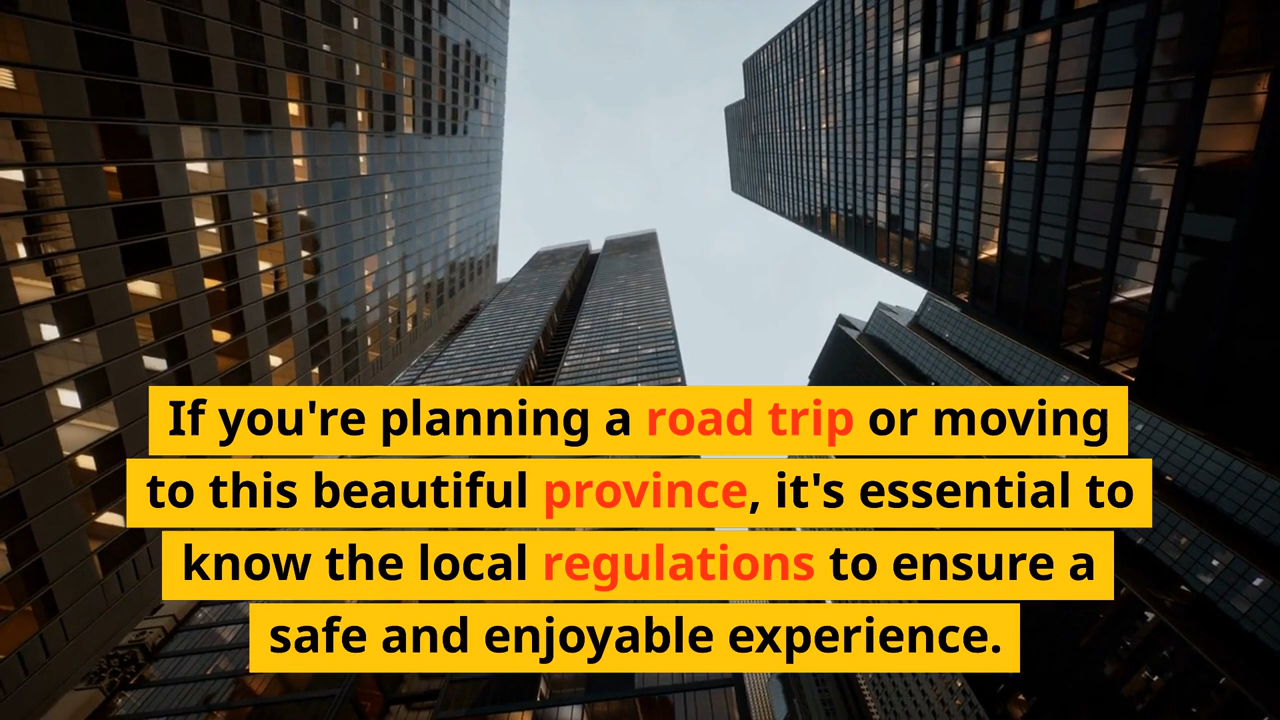 If you're planning a road trip or moving
to this beautiful province, it's essential to
know the local regulations to ensure a
safe and enjoyable experience.